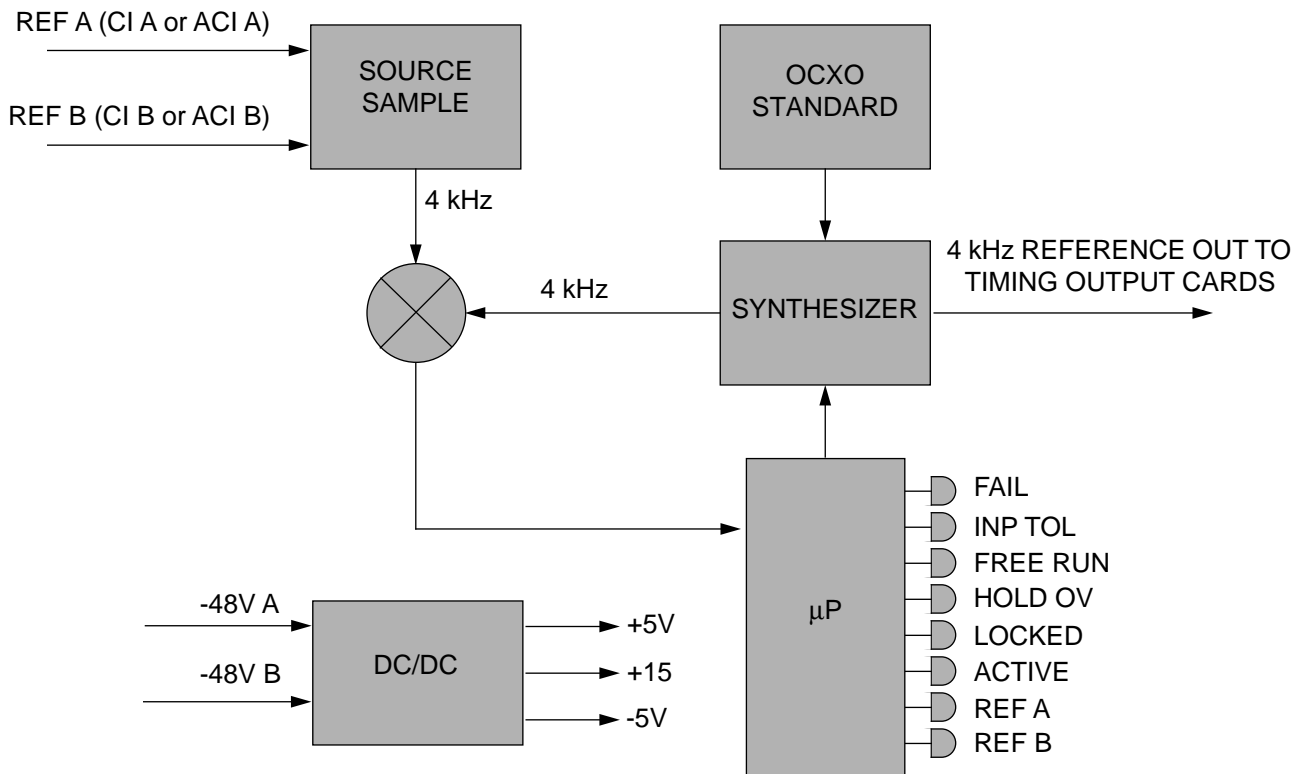 REF A (CI A or ACI A)
REF B (CI B or ACI B)
SOURCE
SAMPLE
OCXO
STANDARD
4 kHz
4 kHz
SYNTHESIZER
4 kHz REFERENCE OUT TO
TIMING OUTPUT CARDS
μP
FAIL
INP TOL
FREE RUN
HOLD OV
LOCKED
ACTIVE
REF A
REF B
-48V A
-48V B
DC/DC
+5V
+15
-5V